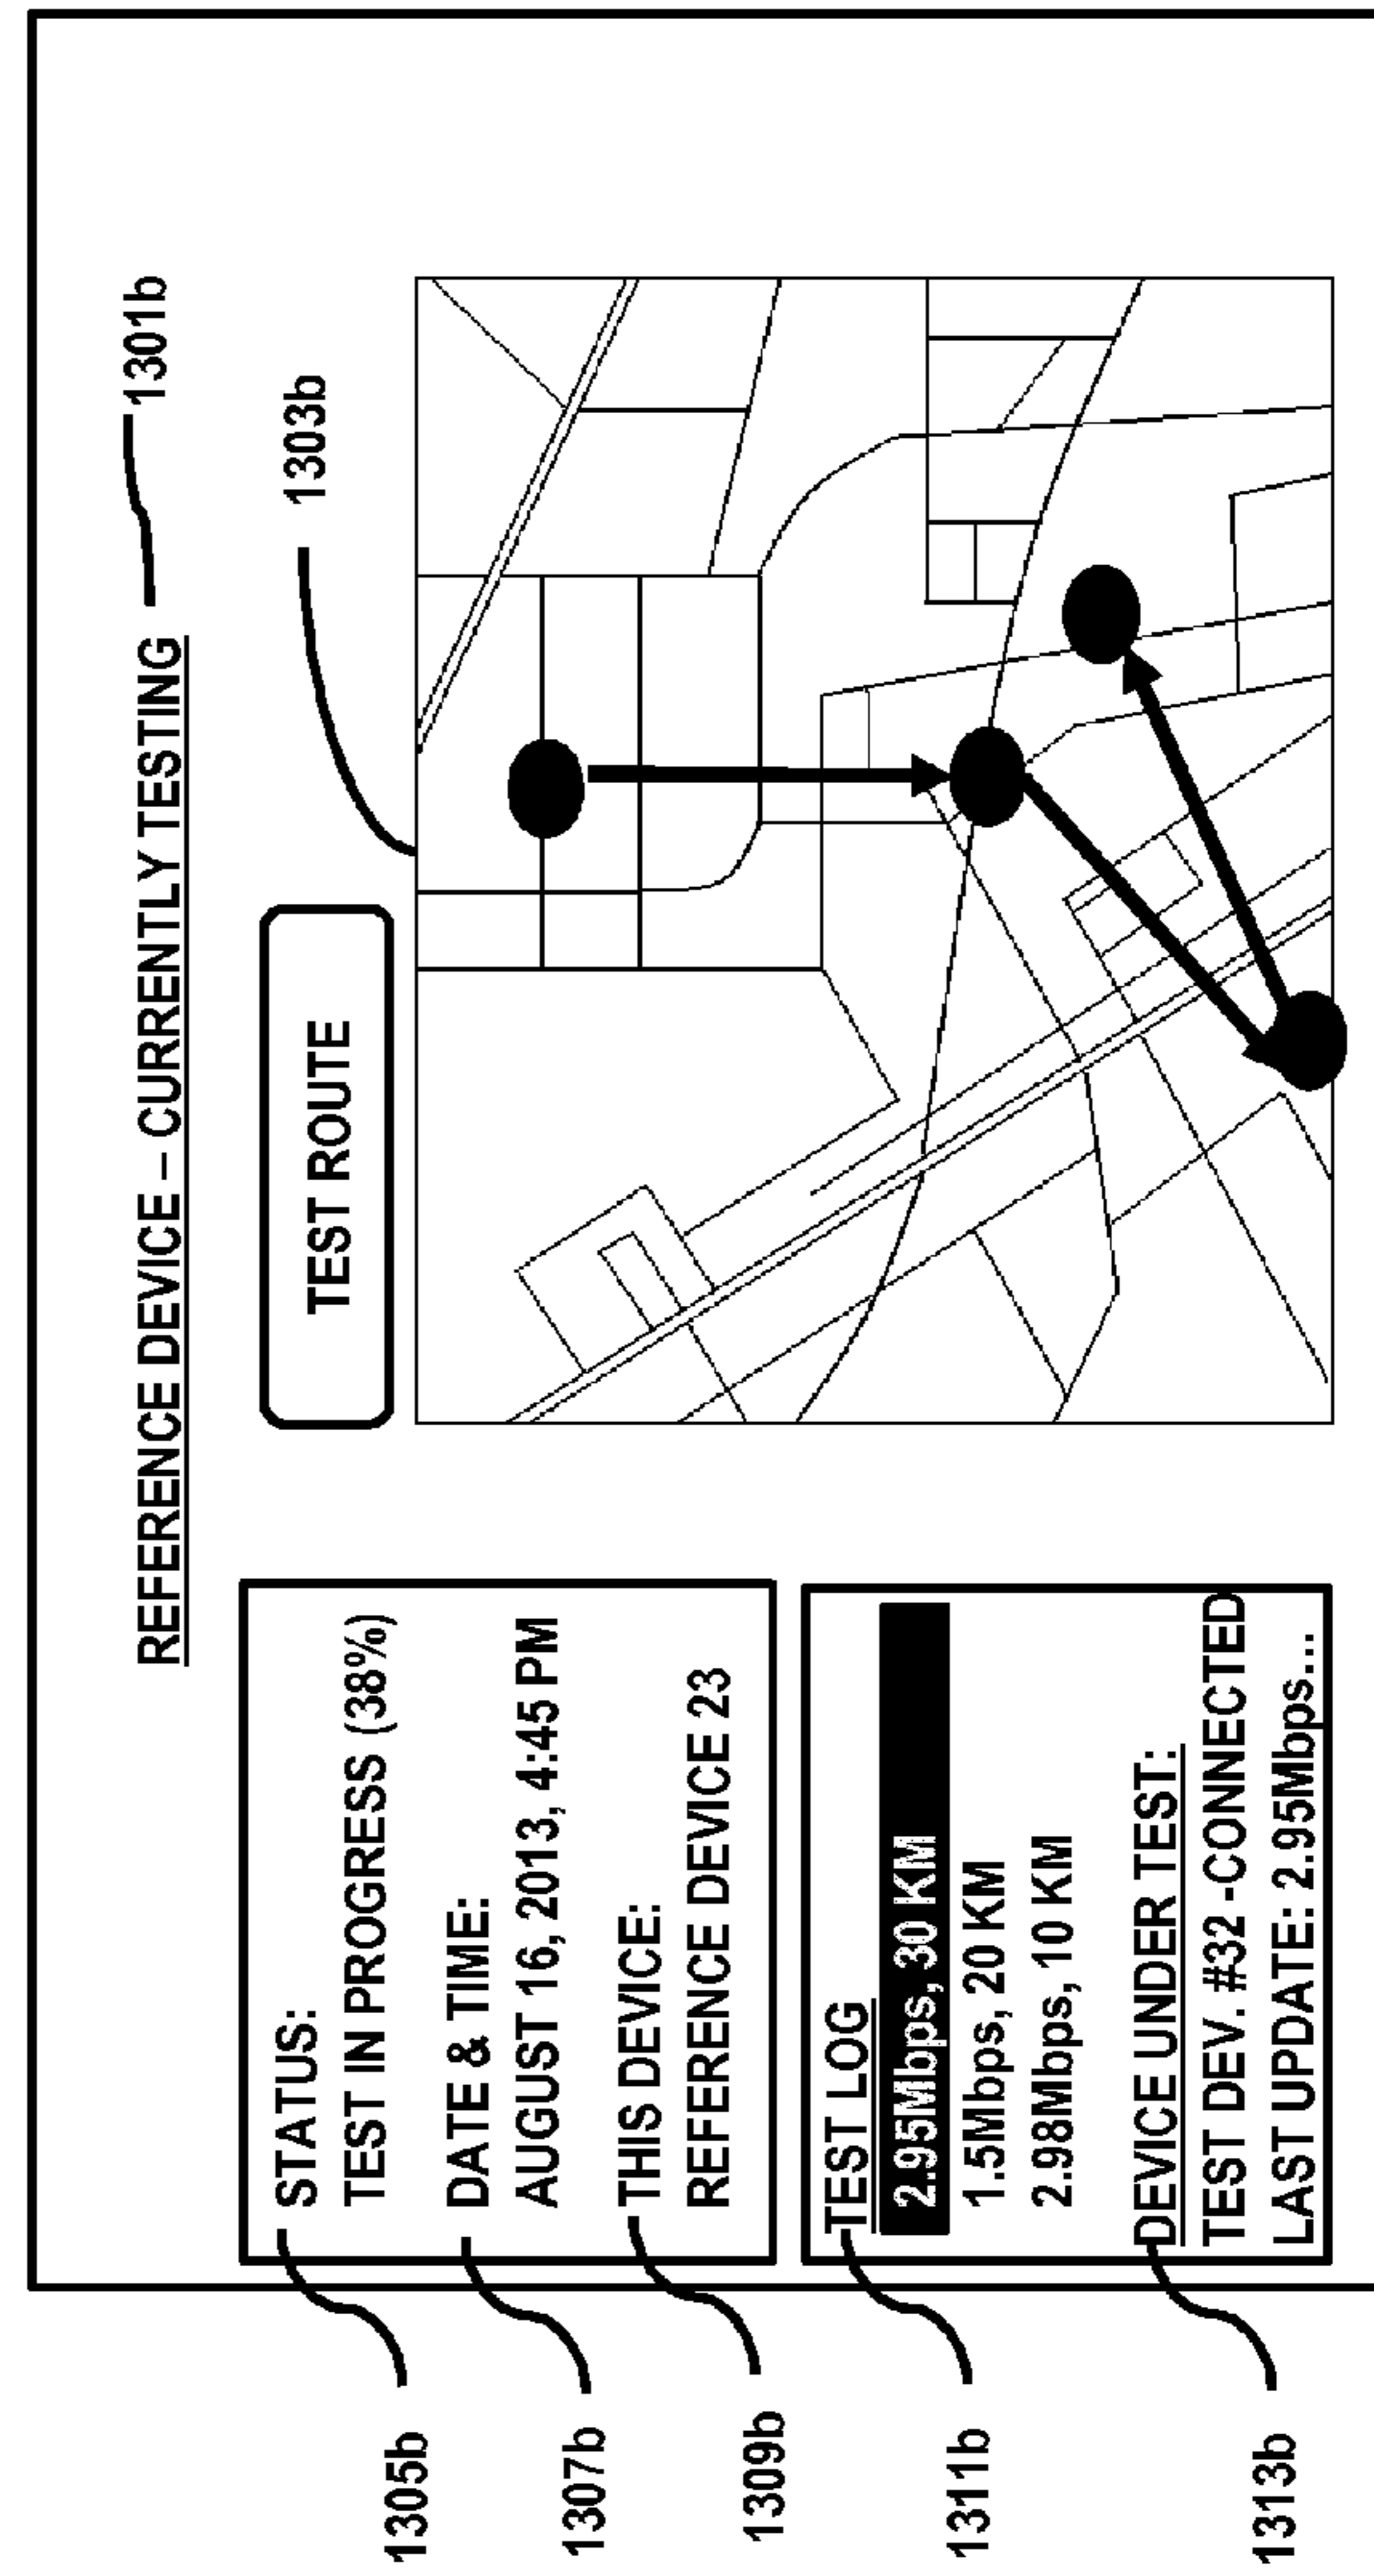 REFERENCE DEVICE – CURRENTLY TESTING
1301b
TEST ROUTE
1303b
1305b
STATUS:
TEST IN PROGRESS (38%)
1307b
DATE & TIME:
AUGUST 16, 2013, 4:45 PM
1309b
THIS DEVICE:
REFERENCE DEVICE 23
1311b
TEST LOG
2.95Mbps, 30 KM
1.5Mbps, 20 KM
2.98Mbps, 10 KM
1313b
DEVICE UNDER TEST:
TEST DEV. #32 -CONNECTED
LAST UPDATE: 2.95Mbps...